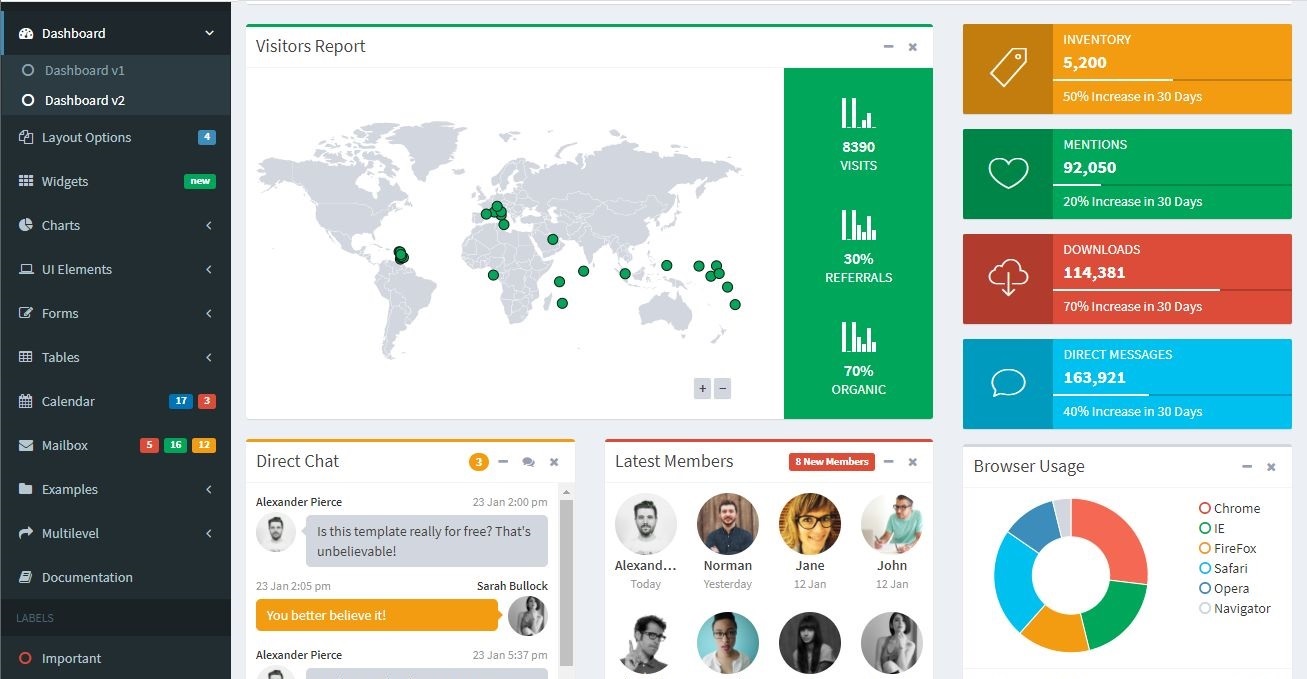 Dashboard
Dashboard v1
Dashboard v2
Layout Options 4
Widgets new
Charts
UI Elements
Forms
Tables
Calendar 17 3
Mailbox 5 16 12
Examples
Multilevel
Documentation
LABELS
Important
Visitors Report
8390
VISITS
30%
REFERRALS
70%
ORGANIC
+ −
INVENTORY
5,200
50% Increase in 30 Days
MENTIONS
92,050
20% Increase in 30 Days
DOWNLOADS
114,381
70% Increase in 30 Days
DIRECT MESSAGES
163,921
40% Increase in 30 Days
Direct Chat 3
Alexander Pierce 23 Jan 2:00 pm
Is this template really for free? That's
unbelievable!
23 Jan 2:05 pm Sarah Bullock
You better believe it!
Alexander Pierce 23 Jan 5:37 pm
Latest Members 8 New Members
Alexand... Norman Jane John
Today Yesterday 12 Jan 12 Jan
Browser Usage
Chrome
IE
FireFox
Safari
Opera
Navigator